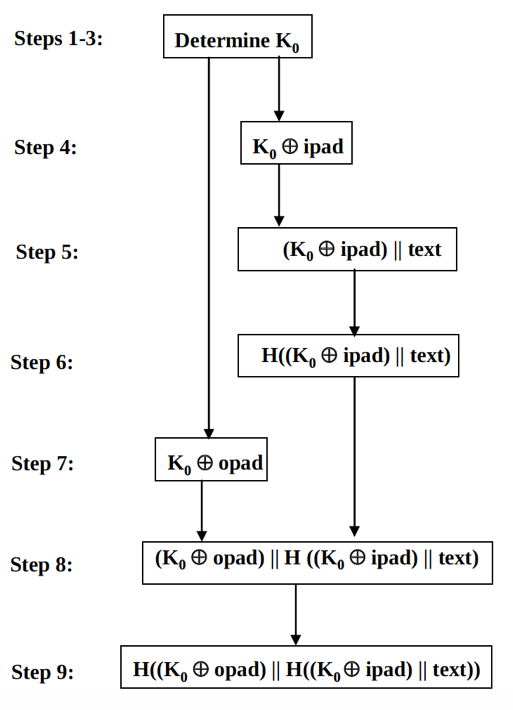 Steps 1-3: Determine K₀
Step 4: K₀ ⊕ ipad
Step 5: (K₀ ⊕ ipad) || text
Step 6: H((K₀ ⊕ ipad) || text)
Step 7: K₀ ⊕ opad
Step 8: (K₀ ⊕ opad) || H ((K₀ ⊕ ipad) || text)
Step 9: H((K₀ ⊕ opad) || H((K₀ ⊕ ipad) || text))